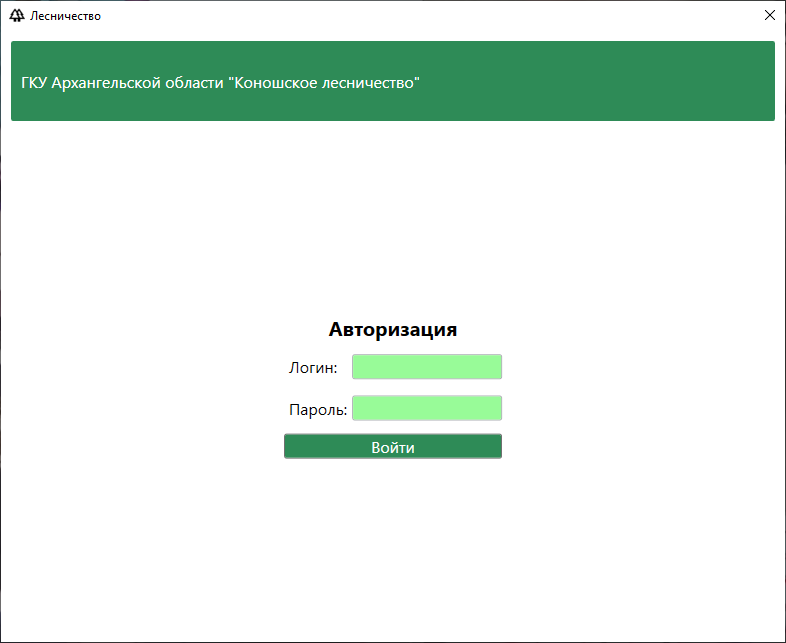 Лесничество
ГКУ Архангельской области "Коношское лесничество"
Авторизация
Логин:
Пароль:
Войти